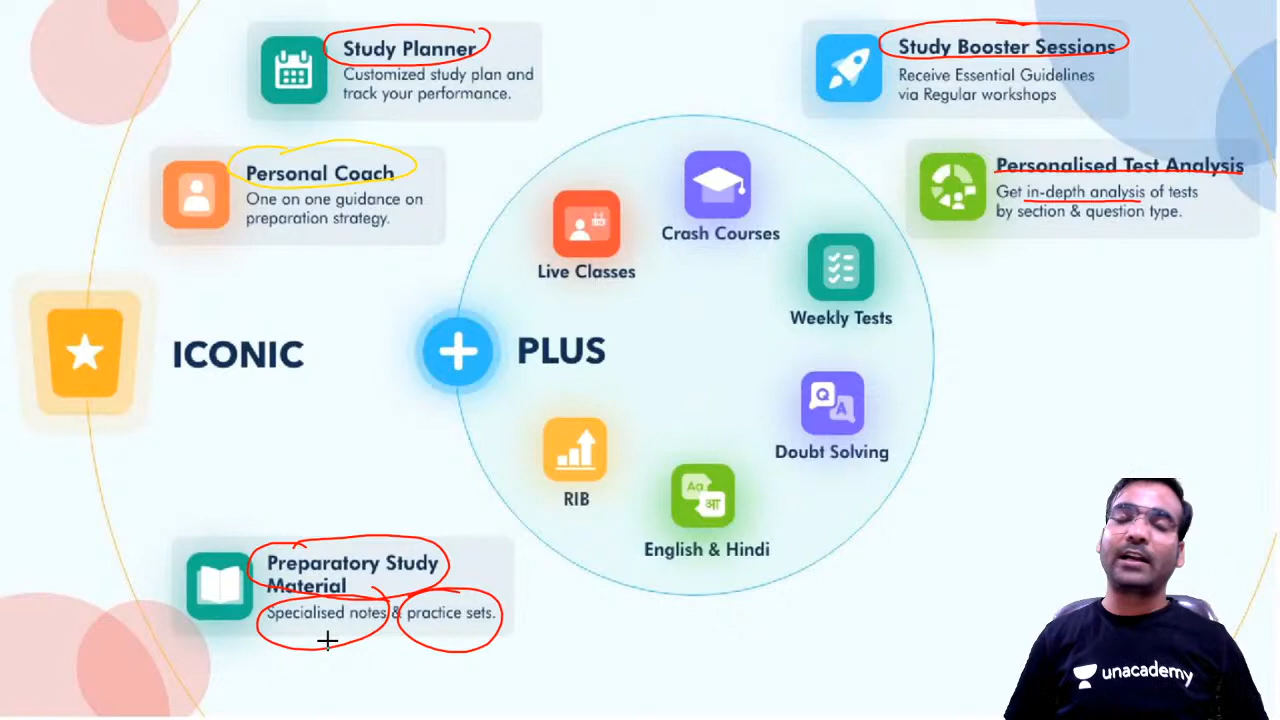 Study Planner
Customized study plan and
track your performance.
Study Booster Sessions
Receive Essential Guidelines
via Regular workshops
Personal Coach
One on one guidance on
preparation strategy.
Personalised Test Analysis
Get in-depth analysis of tests
by section & question type.
Crash Courses
Live Classes
Weekly Tests
ICONIC
PLUS
Q
A
Doubt Solving
RIB
Aa
अा
English & Hindi
Preparatory Study
Material
Specialised notes & practice sets.
unacademy